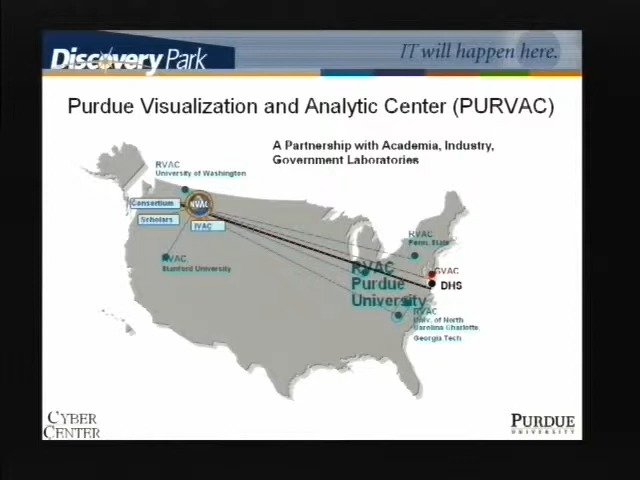 Discovery Park
IT will happen here.
Purdue Visualization and Analytic Center (PURVAC)
A Partnership with Academia, Industry,
Government Laboratories
RVAC
University of Washington
Consortium
NVAC
Scholars
IVAC
RVAC
Stanford University
RVAC
Penn. State
GVAC
DHS
RVAC
Purdue
University
RVAC
Univ. of North
Carolina Charlotte
Georgia Tech
CYBER
CENTER
PURDUE
UNIVERSITY